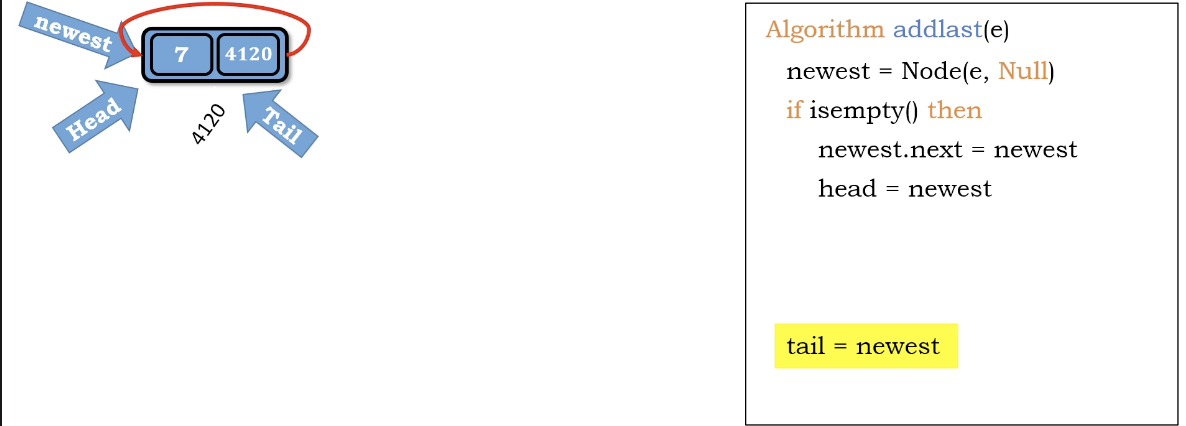 newest
7 4120
Head
4120
Tail
Algorithm addlast(e)
newest = Node(e, Null)
if isempty() then
newest.next = newest
head = newest
tail = newest